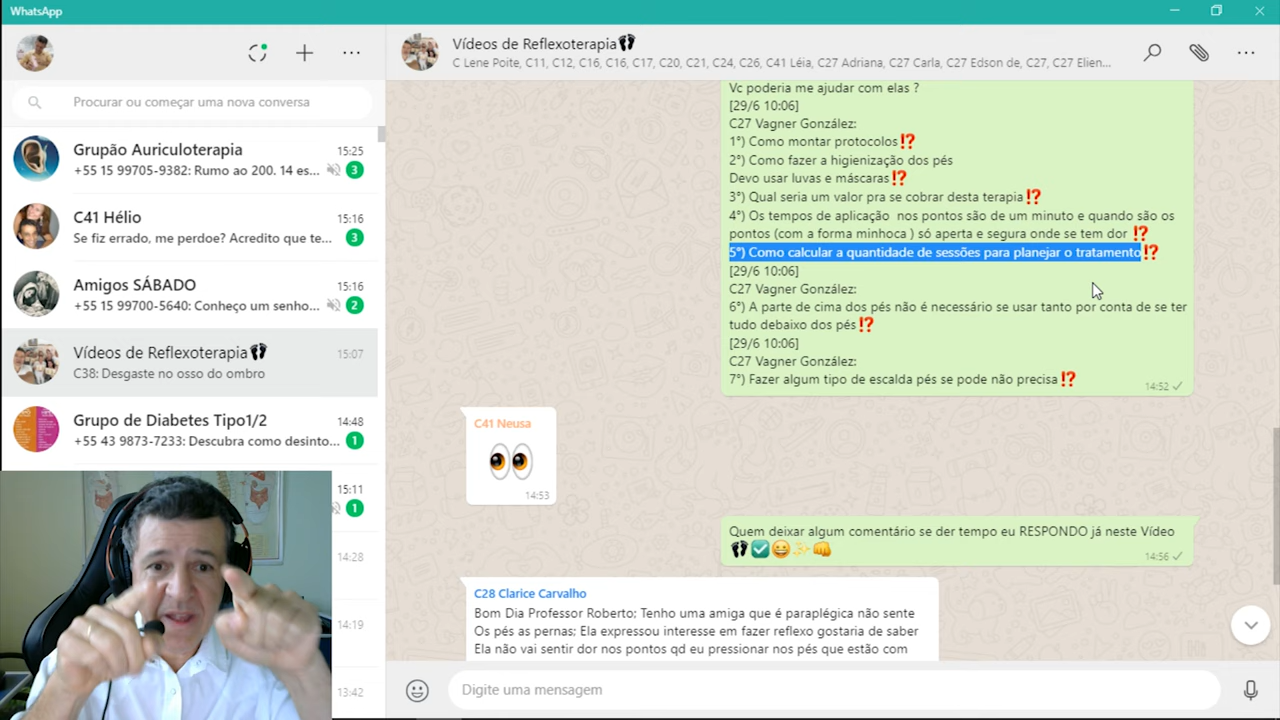 WhatsApp
Procurar ou começar uma nova conversa
Grupão Auriculoterapia
15:25
+55 15 99705-9382: Rumo ao 200. 14 es...
3
C41 Hélio
15:16
Se fiz errado, me perdoe? Acredito que te...
3
Amigos SÁBADO
15:16
+55 15 99700-5640: Conheço um senho...
2
Vídeos de Reflexoterapia👣
15:07
C38: Desgaste no osso do ombro
Grupo de Diabetes Tipo1/2
14:48
+55 43 9873-7233: Descubra como desinto...
1
15:11
1
14:28
14:19
13:42
Vídeos de Reflexoterapia👣
C Lene Poite, C11, C12, C16, C16, C17, C20, C21, C24, C26, C41 Léia, C27 Adriana, C27 Carla, C27 Edson de, C27, C27 Elien...
Vc poderia me ajudar com elas ?
[29/6 10:06]
C27 Vagner González:
1°) Como montar protocolos⁉️
2°) Como fazer a higienização dos pés
Devo usar luvas e máscaras⁉️
3°) Qual seria um valor pra se cobrar desta terapia⁉️
4°) Os tempos de aplicação nos pontos são de um minuto e quando são os
pontos (com a forma minhoca ) só aperta e segura onde se tem dor ⁉️
5°) Como calcular a quantidade de sessões para planejar o tratamento⁉️
[29/6 10:06]
C27 Vagner González:
6°) A parte de cima dos pés não é necessário se usar tanto por conta de se ter
tudo debaixo dos pés⁉️
[29/6 10:06]
C27 Vagner González:
7°) Fazer algum tipo de escalda pés se pode não precisa⁉️
14:52
C41 Neusa
👀
14:53
Quem deixar algum comentário se der tempo eu RESPONDO já neste Vídeo
👣☑️😄✨👊
14:56
C28 Clarice Carvalho
Bom Dia Professor Roberto; Tenho uma amiga que é paraplégica não sente
Os pés as pernas; Ela expressou interesse em fazer reflexo gostaria de saber
Ela não vai sentir dor nos pontos qd eu pressionar nos pés que estão com
Digite uma mensagem